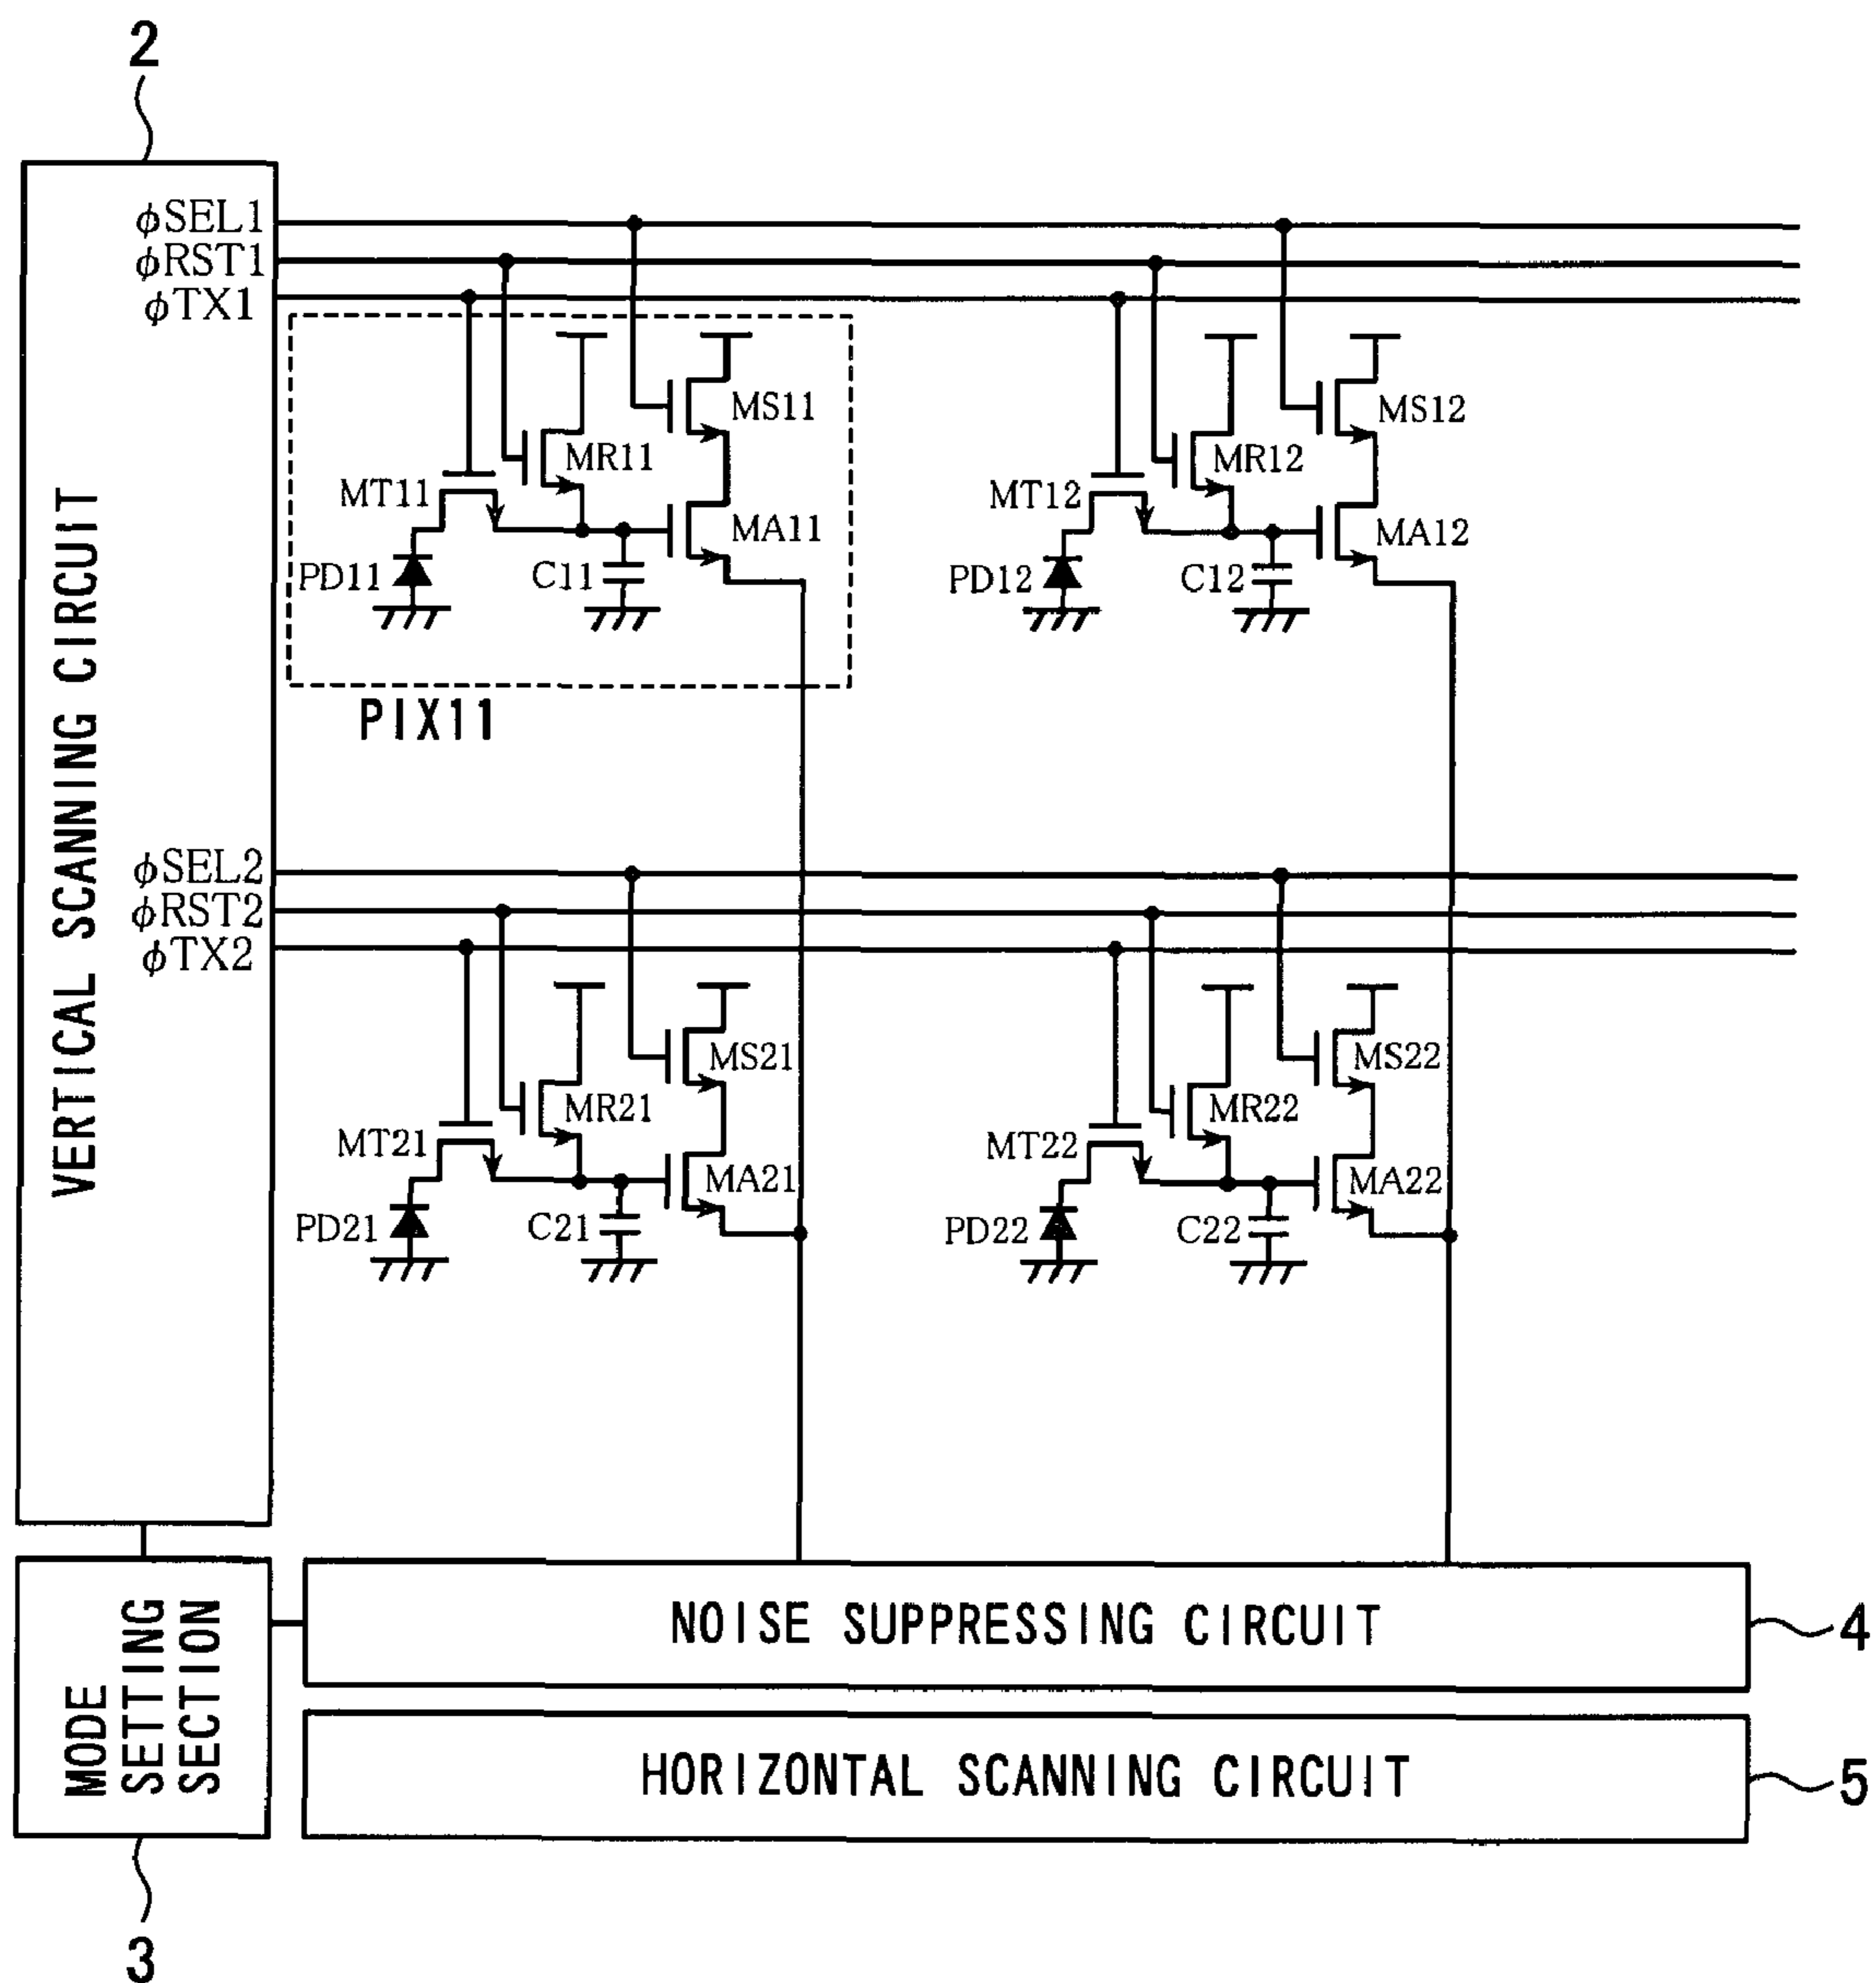 2
φSEL1
φRST1
φTX1
MS11
MS12
MR11
MR12
MT11
MT12
MA11
MA12
PD11
C11
PD12
C12
PIX11
VERTICAL SCANNING CIRCUIT
φSEL2
φRST2
φTX2
MS21
MS22
MR21
MR22
MT21
MT22
MA21
MA22
PD21
C21
PD22
C22
MODE
SETTING
SECTION
NOISE SUPPRESSING CIRCUIT
4
HORIZONTAL SCANNING CIRCUIT
5
3